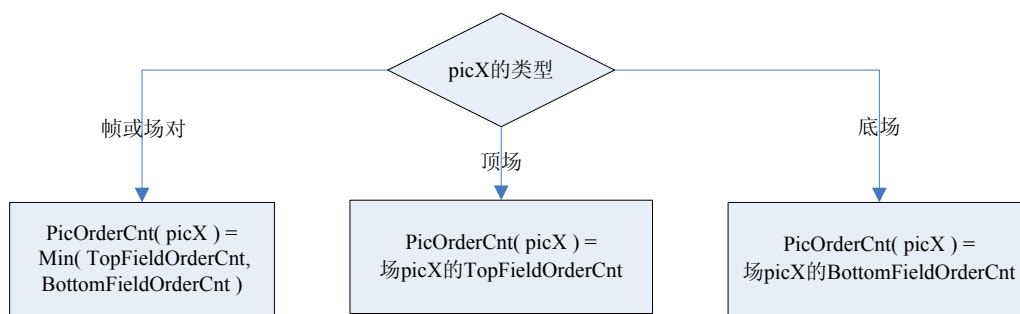 picX的类型
帧或场对
顶场
底场
PicOrderCnt( picX ) =
Min( TopFieldOrderCnt,
BottomFieldOrderCnt )
PicOrderCnt( picX ) =
场picX的TopFieldOrderCnt
PicOrderCnt( picX ) =
场picX的BottomFieldOrderCnt